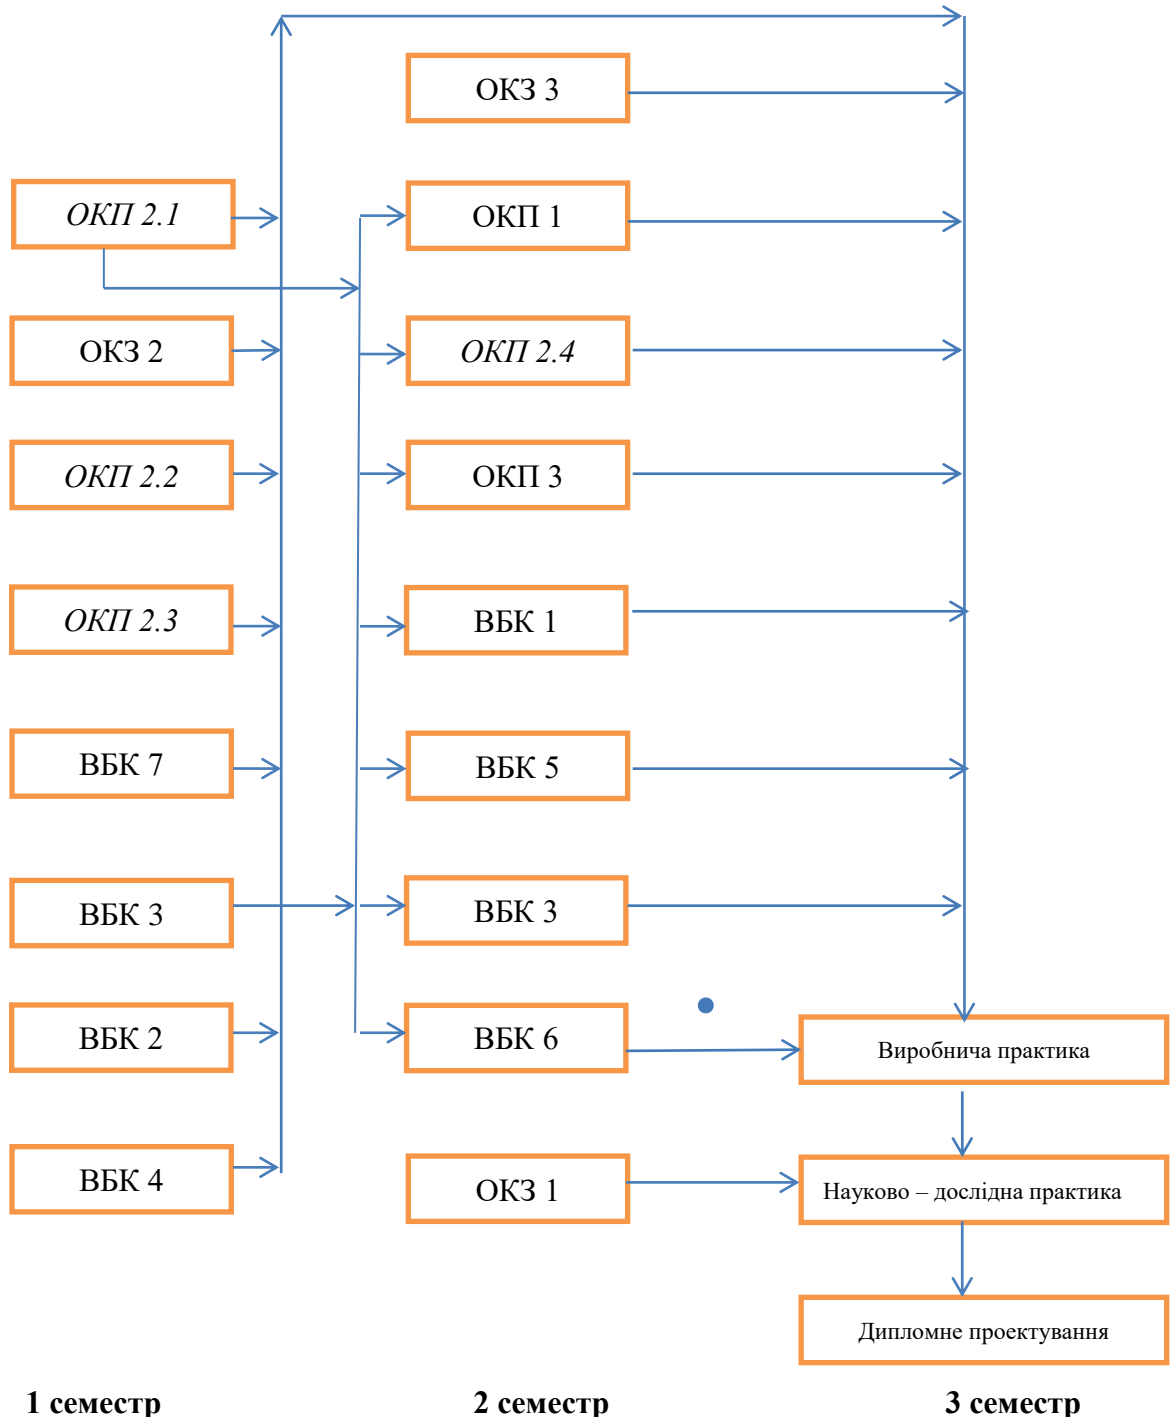 ОКЗ 3
ОКП 2.1
ОКП 1
ОКЗ 2
ОКП 2.4
ОКП 2.2
ОКП 3
ОКП 2.3
ВБК 1
ВБК 7
ВБК 5
ВБК 3
ВБК 3
ВБК 2
ВБК 6
Виробнича практика
ВБК 4
ОКЗ 1
Науково – дослідна практика
Дипломне проектування
1 семестр
2 семестр
3 семестр